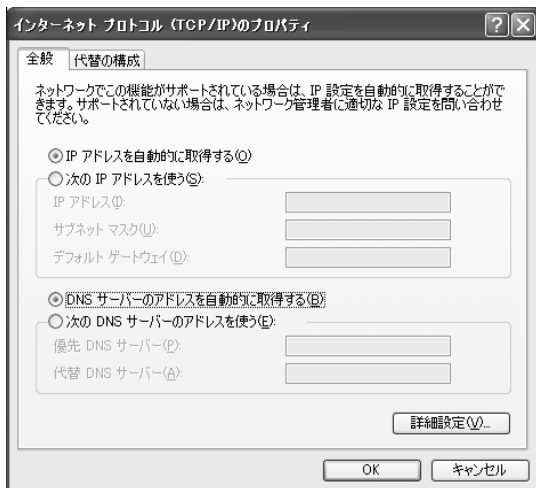 インターネット プロトコル (TCP/IP)のプロパティ
全般
代替の構成
ネットワークでこの機能がサポートされている場合は、IP 設定を自動的に取得することがで
きます。サポートされていない場合は、ネットワーク管理者に適切な IP 設定を問い合わせ
てください。
IP アドレスを自動的に取得する(O)
次の IP アドレスを使う(S):
IP アドレス(I):
サブネット マスク(U):
デフォルト ゲートウェイ(D):
DNS サーバーのアドレスを自動的に取得する(B)
次の DNS サーバーのアドレスを使う(E):
優先 DNS サーバー(P):
代替 DNS サーバー(A):
詳細設定(V)...
OK
キャンセル